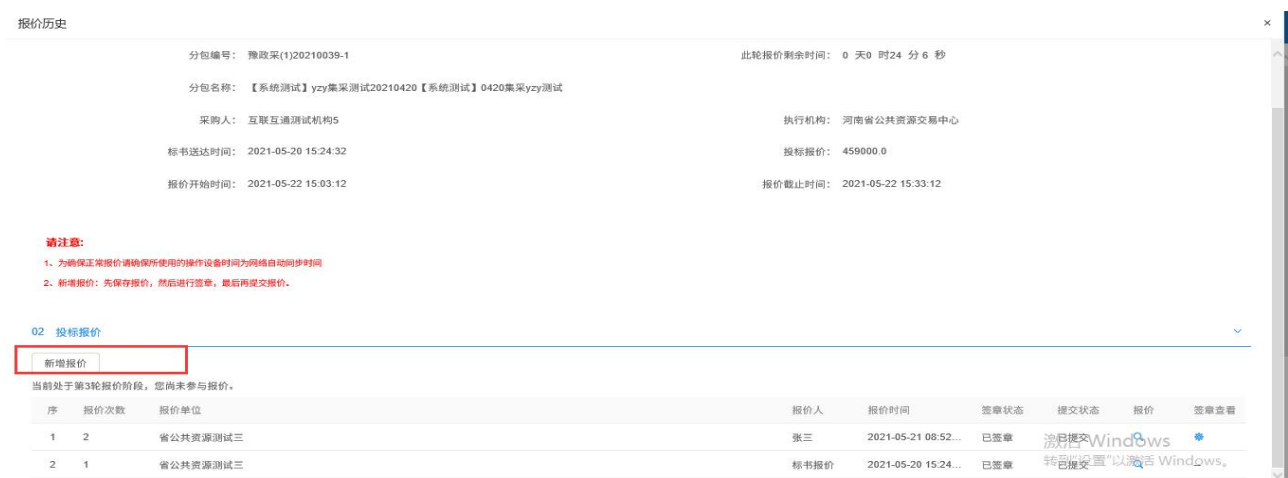 报价历史 ×
分包编号： 豫政采(1)20210039-1 此轮报价剩余时间： 0 天0 时24 分 6 秒
分包名称： 【系统测试】yzy集采测试20210420【系统测试】0420集采yzy测试
采购人： 互联互通测试机构5 执行机构： 河南省公共资源交易中心
标书送达时间： 2021-05-20 15:24:32 投标报价： 459000.0
报价开始时间： 2021-05-22 15:03:12 报价截止时间： 2021-05-22 15:33:12
请注意:
1、为确保正常报价请确保所使用的操作设备时间为网络自动同步时间
2、新增报价：先保存报价，然后进行签章，最后再提交报价。
02 投标报价
新增报价
当前处于第3轮报价阶段，您尚未参与报价。
序 报价次数 报价单位 报价人 报价时间 签章状态 提交状态 报价 签章查看
1 2 省公共资源测试三 张三 2021-05-21 08:52... 已签章 已提交
激活 Windows
2 1 省公共资源测试三 标书报价 2021-05-20 15:24... 已签章 已提交 --
转到"设置"以激活 Windows。